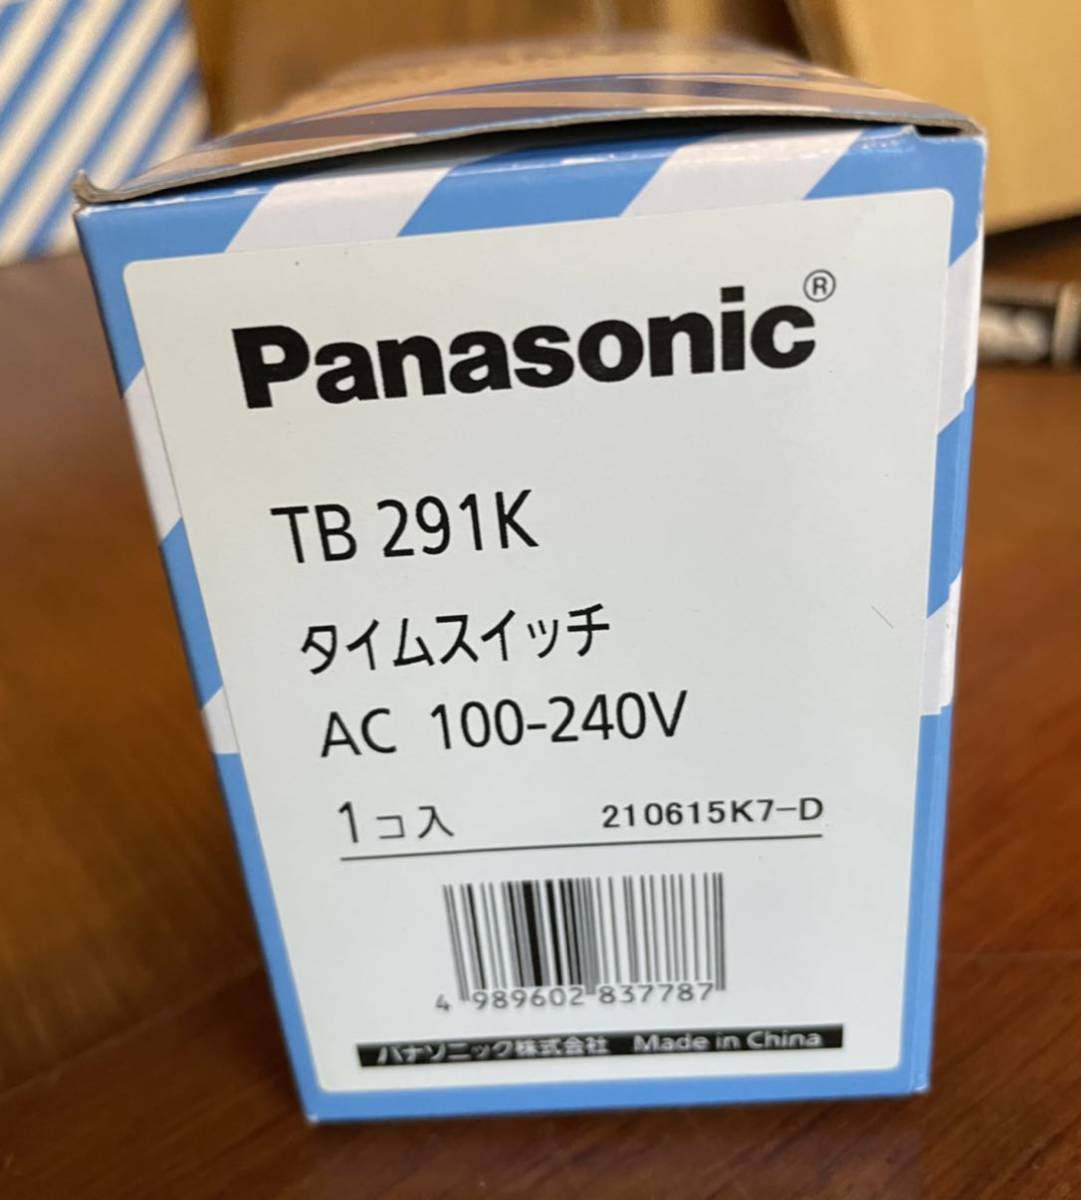 Panasonic®
TB 291K
タイムスイッチ
AC 100-240V
1コ入 210615K7-D
4 989602 837787
パナソニック株式会社 Made in China